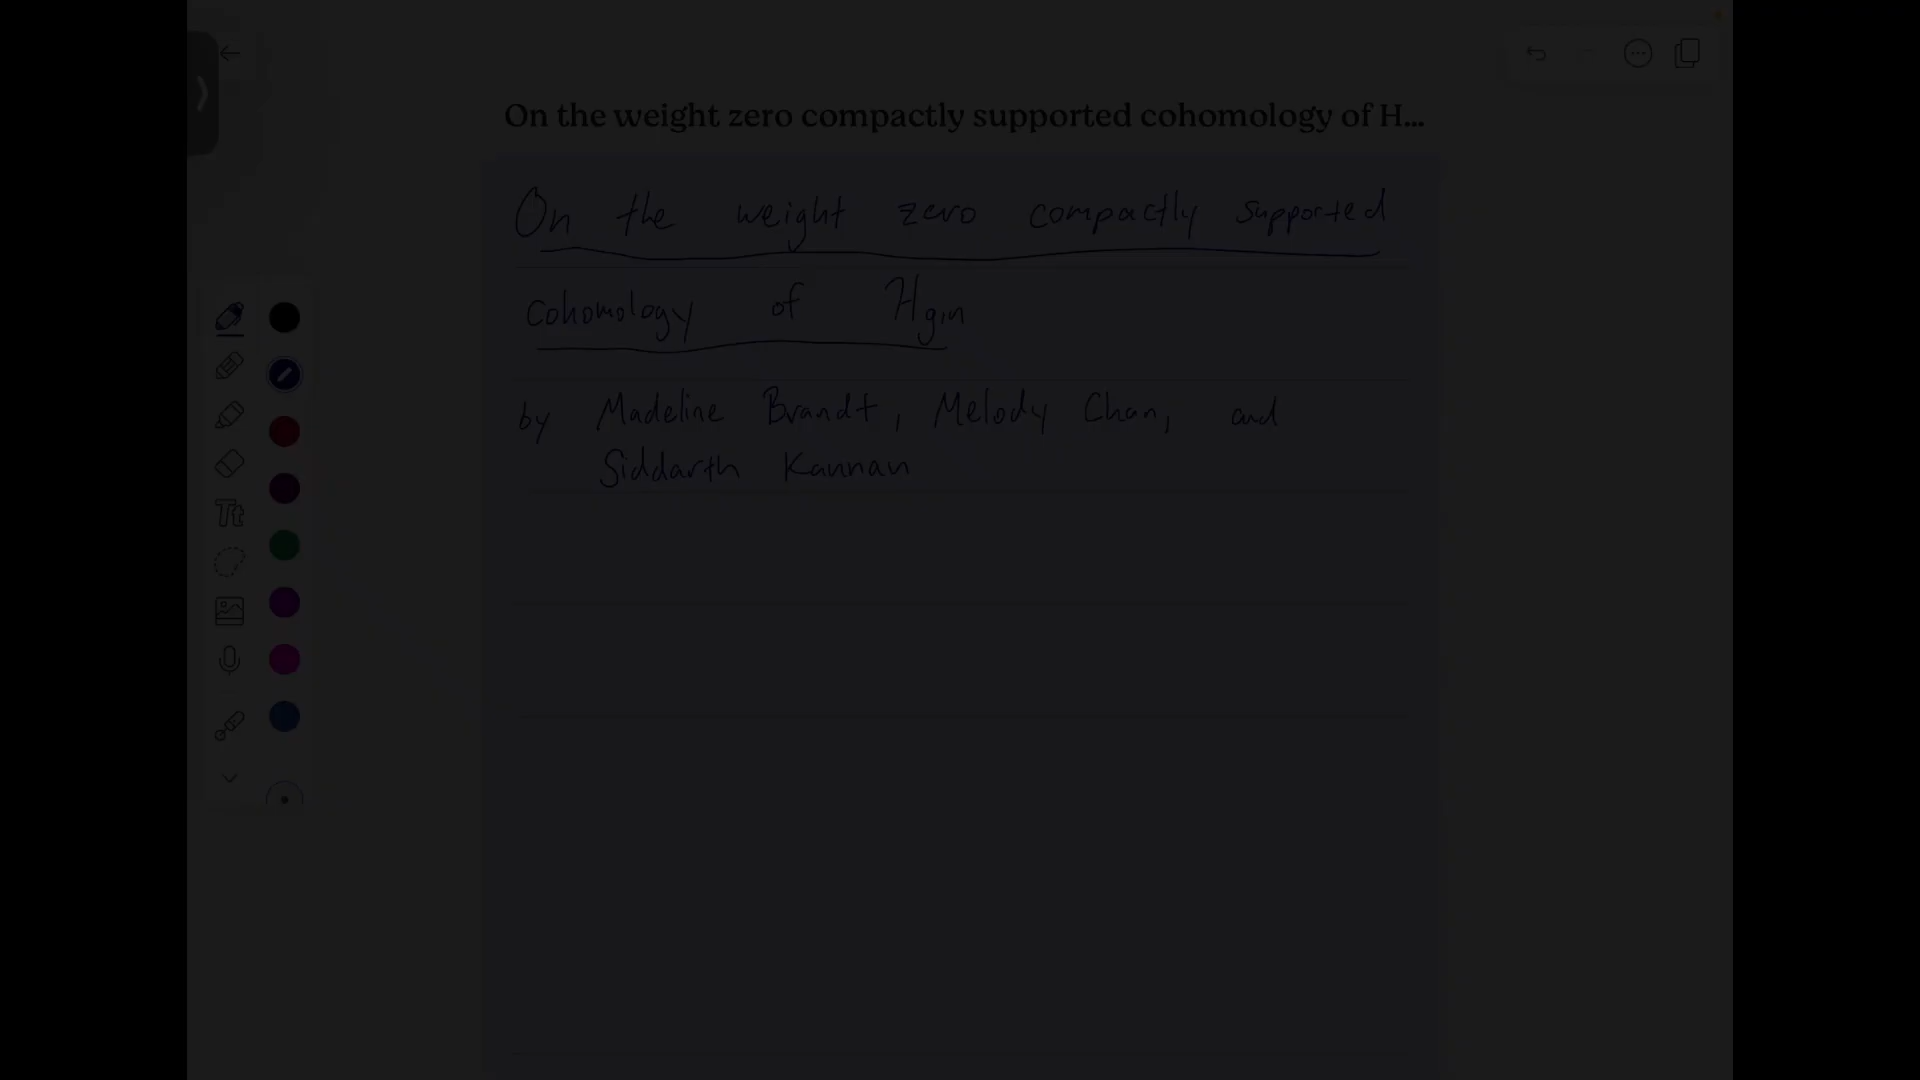 On the weight zero compactly supported cohomology of H...
On the weight zero compactly supported
cohomology of Hg,n
by Madeline Brandt, Melody Chan, and
Siddarth Kannan
Tt